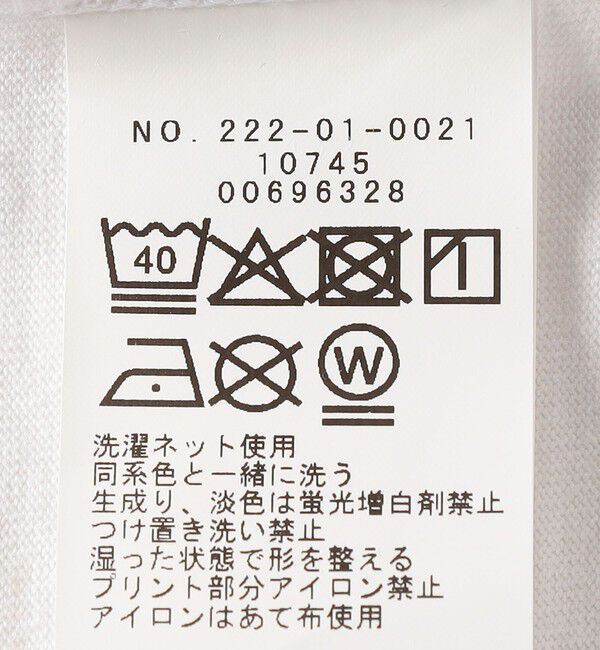 NO. 222-01-0021
10745
00696328
40
W
洗濯ネット使用
同系色と一緒に洗う
生成り、淡色は蛍光増白剤禁止
つけ置き洗い禁止
湿った状態で形を整える
プリント部分アイロン禁止
アイロンはあて布使用